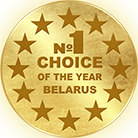 №1
CHOICE
OF THE YEAR
BELARUS